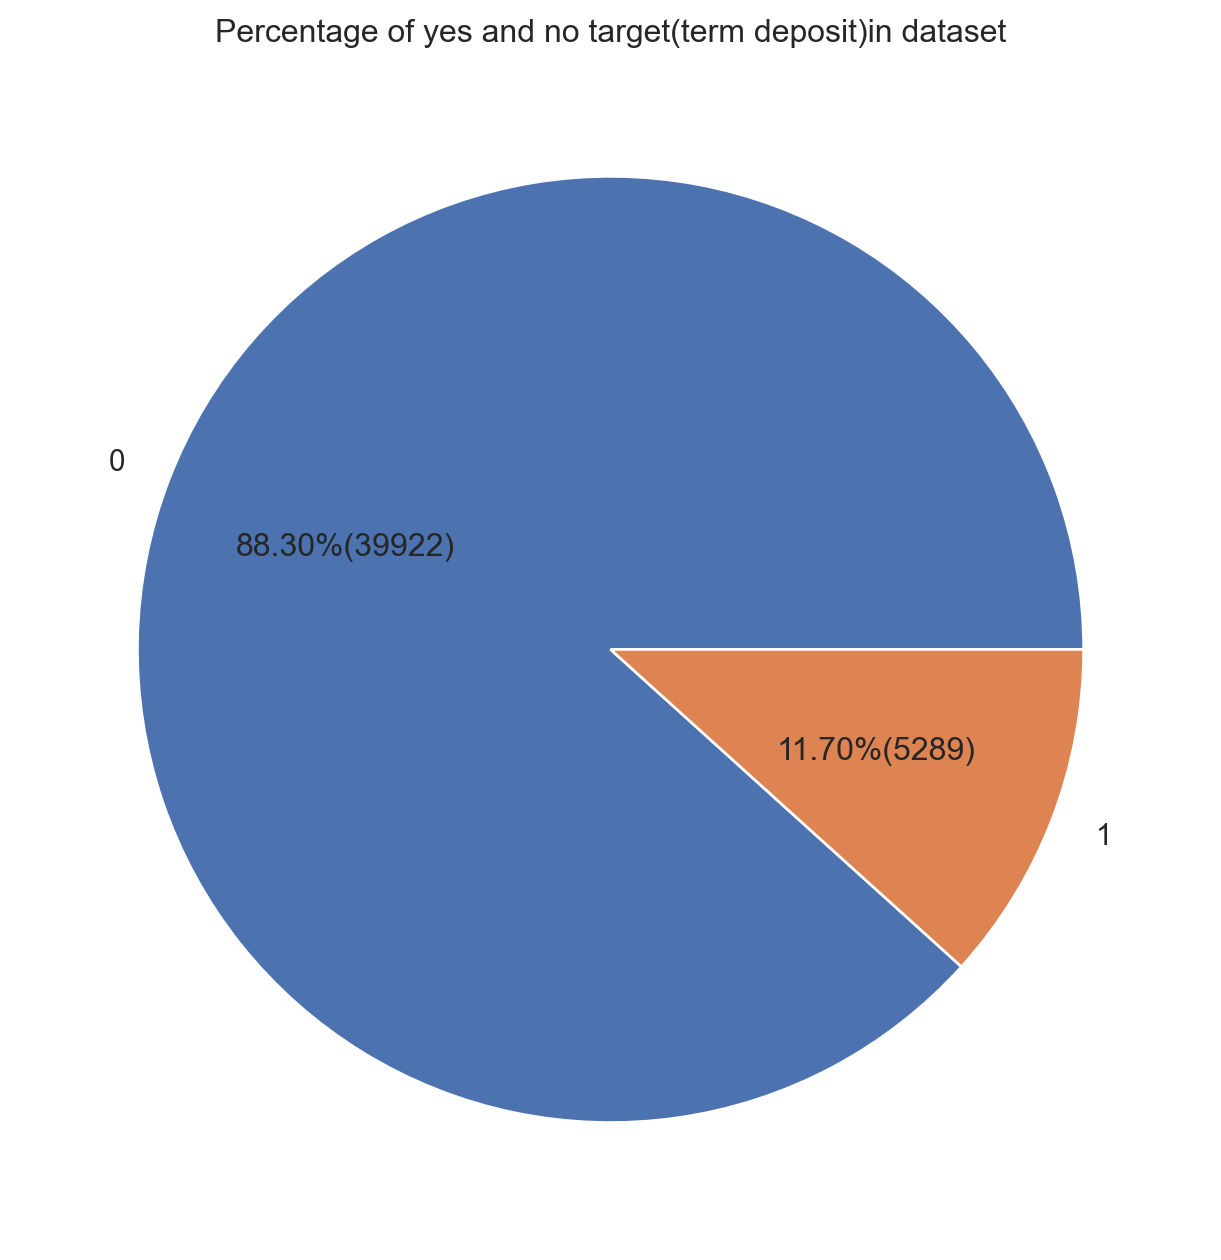 Percentage of yes and no target(term deposit)in dataset
0
88.30%(39922)
11.70%(5289)
1